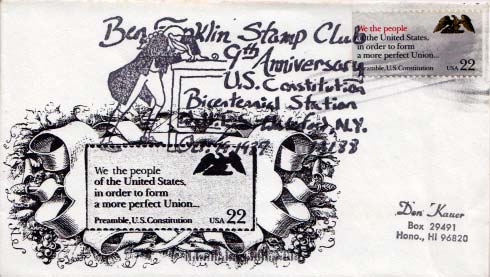 Ben Franklin Stamp Club
9th Anniversary
U.S. Constitution
Bicentennial Station
N.Y.
We the people
of the United States,
in order to form
a more perfect Union...
Preamble, U.S. Constitution USA 22
We the people
of the United States,
in order to form
a more perfect Union...
Preamble, U.S. Constitution USA 22
Don Kauer
Box 29491
Hono., HI 96820